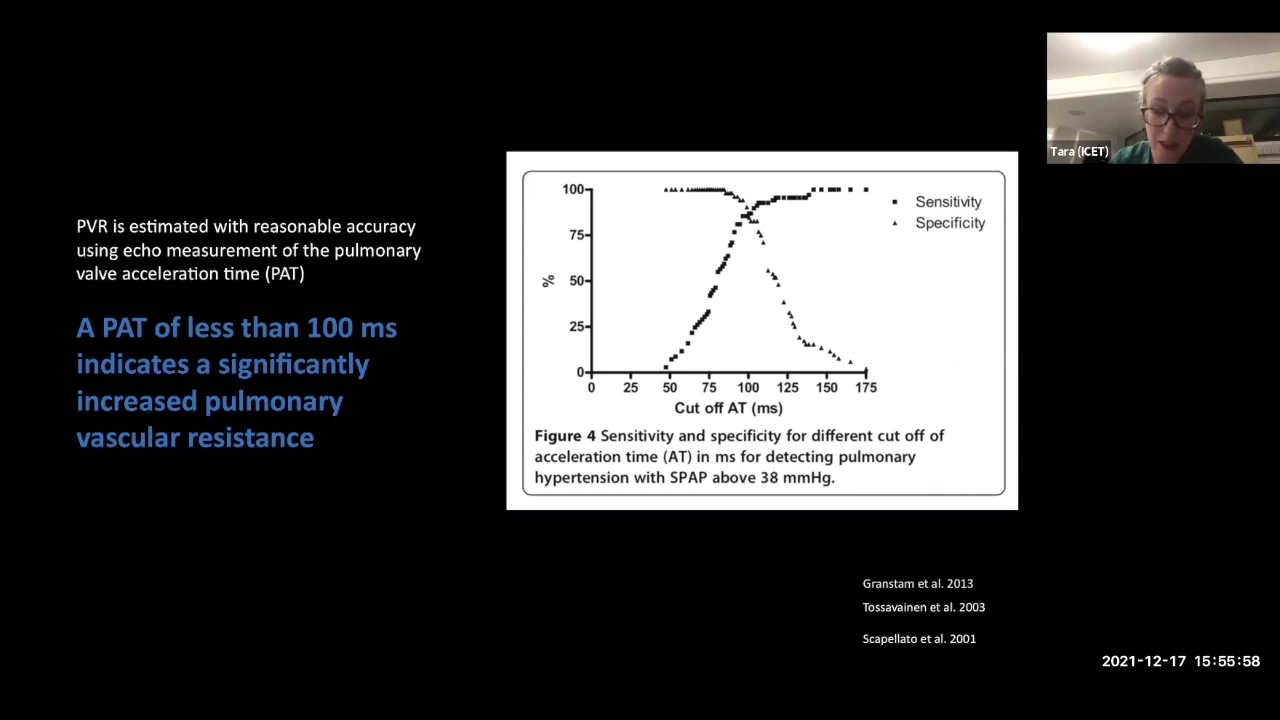 PVR is estimated with reasonable accuracy
using echo measurement of the pulmonary
valve acceleration time (PAT)
A PAT of less than 100 ms
indicates a significantly
increased pulmonary
vascular resistance
100
75
50
25
0
%
0 25 50 75 100 125 150 175
Cut off AT (ms)
Sensitivity
Specificity
Figure 4 Sensitivity and specificity for different cut off of
acceleration time (AT) in ms for detecting pulmonary
hypertension with SPAP above 38 mmHg.
Tara (ICET)
Granstam et al. 2013
Tossavainen et al. 2003
Scapellato et al. 2001
2021-12-17 15:55:58